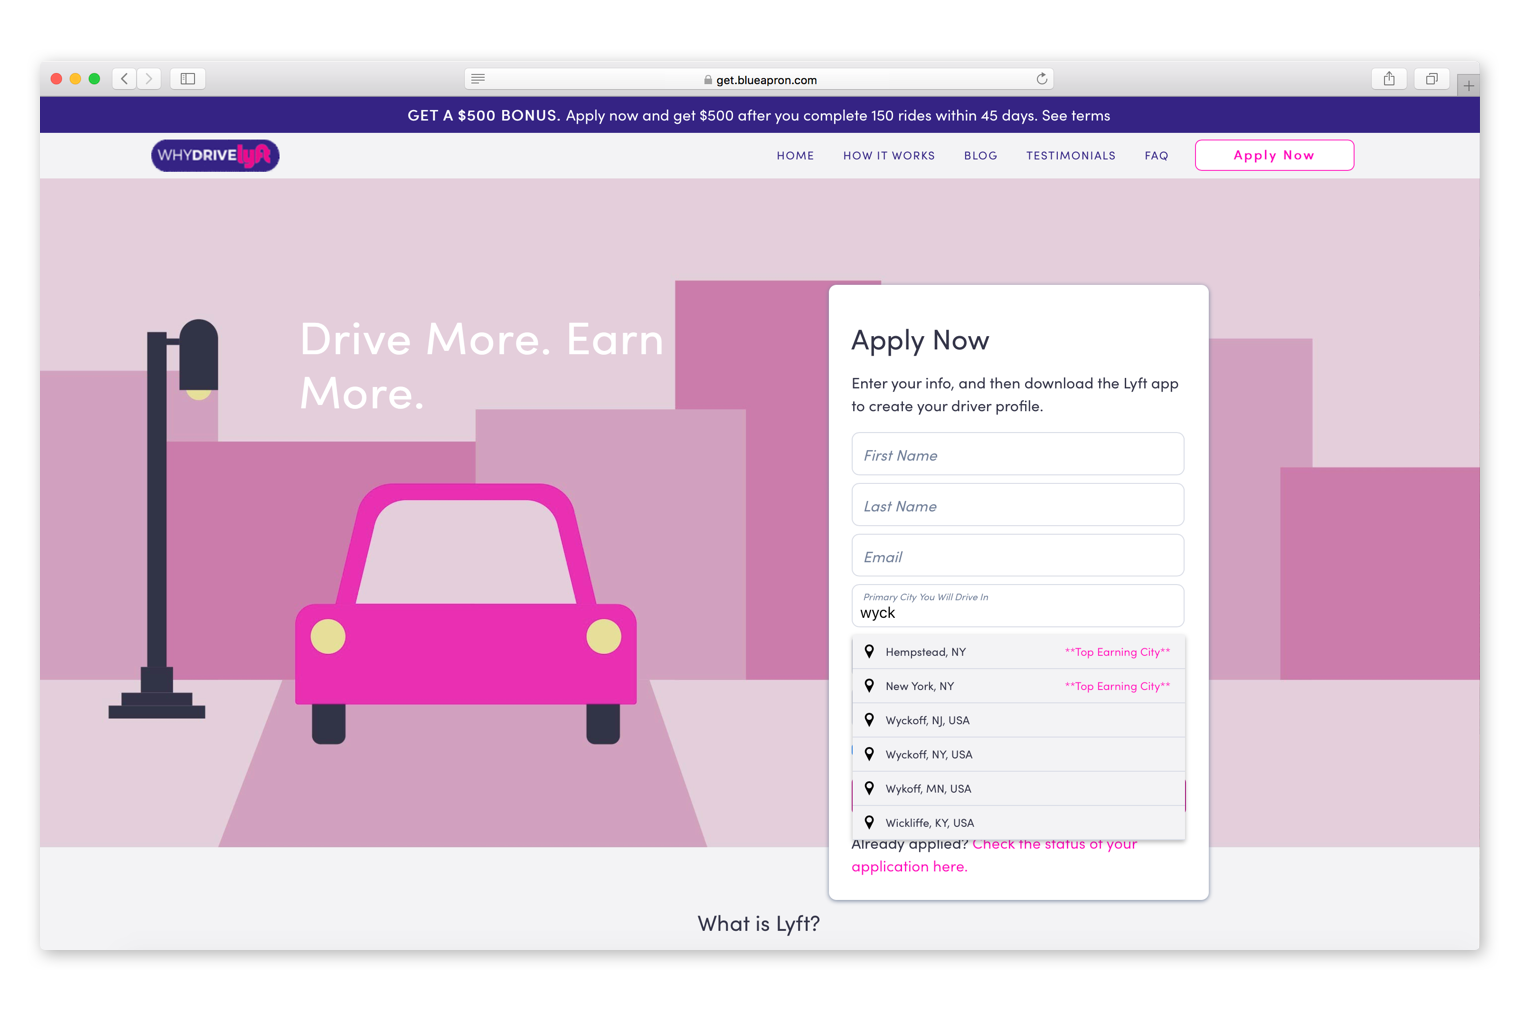 get.blueapron.com
GET A $500 BONUS. Apply now and get $500 after you complete 150 rides within 45 days. See terms
WHYDRIVElyft
HOME
HOW IT WORKS
BLOG
TESTIMONIALS
FAQ
Apply Now
Drive More. Earn
More.
Apply Now
Enter your info, and then download the Lyft app
to create your driver profile.
First Name
Last Name
Email
Primary City You Will Drive In
wyck
Hempstead, NY **Top Earning City**
New York, NY **Top Earning City**
Wyckoff, NJ, USA
Wyckoff, NY, USA
Wykoff, MN, USA
Wickliffe, KY, USA
Already applied? Check the status of your
application here.
What is Lyft?